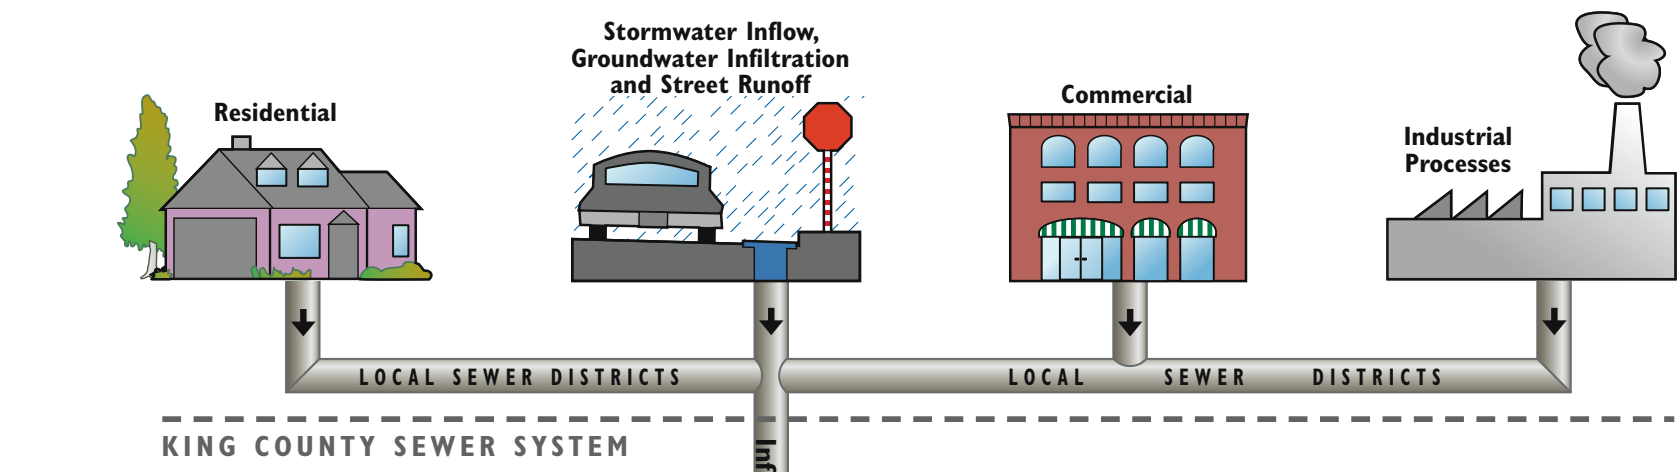 Stormwater Inflow,
Groundwater Infiltration
and Street Runoff
Residential
Commercial
Industrial
Processes
LOCAL SEWER DISTRICTS
LOCAL SEWER DISTRICTS
KING COUNTY SEWER SYSTEM